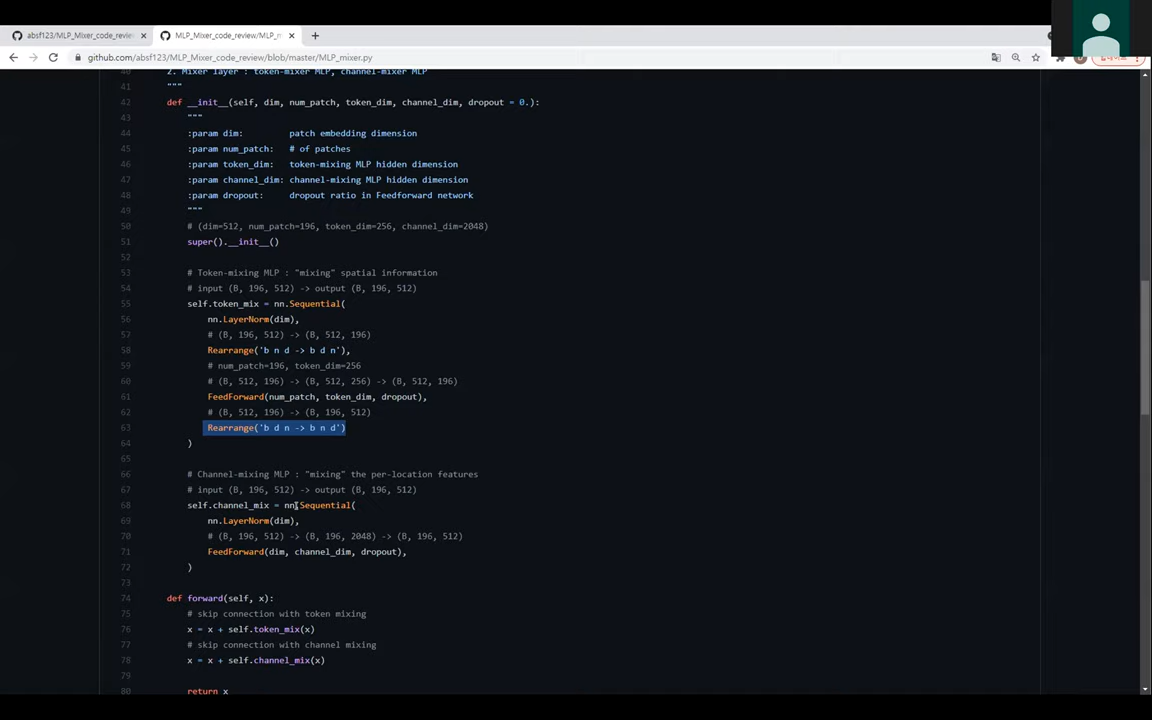 absf123/MLP_Mixer_code_review:
MLP_Mixer_code_review/MLP_m
github.com/absf123/MLP_Mixer_code_review/blob/master/MLP_mixer.py
40 2. Mixer layer : token-mixer MLP, channel-mixer MLP
41 """
42 def __init__(self, dim, num_patch, token_dim, channel_dim, dropout = 0.):
43 """
44 :param dim: patch embedding dimension
45 :param num_patch: # of patches
46 :param token_dim: token-mixing MLP hidden dimension
47 :param channel_dim: channel-mixing MLP hidden dimension
48 :param dropout: dropout ratio in Feedforward network
49 """
50 # (dim=512, num_patch=196, token_dim=256, channel_dim=2048)
51 super().__init__()
52
53 # Token-mixing MLP : "mixing" spatial information
54 # input (B, 196, 512) -> output (B, 196, 512)
55 self.token_mix = nn.Sequential(
56 nn.LayerNorm(dim),
57 # (B, 196, 512) -> (B, 512, 196)
58 Rearrange('b n d -> b d n'),
59 # num_patch=196, token_dim=256
60 # (B, 512, 196) -> (B, 512, 256) -> (B, 512, 196)
61 FeedForward(num_patch, token_dim, dropout),
62 # (B, 512, 196) -> (B, 196, 512)
63 Rearrange('b d n -> b n d')
64 )
65
66 # Channel-mixing MLP : "mixing" the per-location features
67 # input (B, 196, 512) -> output (B, 196, 512)
68 self.channel_mix = nn.Sequential(
69 nn.LayerNorm(dim),
70 # (B, 196, 512) -> (B, 196, 2048) -> (B, 196, 512)
71 FeedForward(dim, channel_dim, dropout),
72 )
73
74 def forward(self, x):
75 # skip connection with token mixing
76 x = x + self.token_mix(x)
77 # skip connection with channel mixing
78 x = x + self.channel_mix(x)
79
80 return x